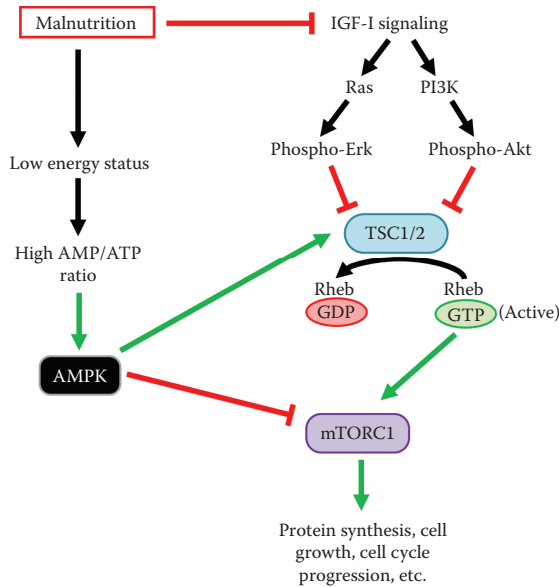 Malnutrition
IGF-I signaling
Ras
PI3K
Phospho-Erk
Phospho-Akt
Low energy status
TSC1/2
High AMP/ATP
ratio
Rheb
GDP
Rheb
GTP
(Active)
AMPK
mTORC1
Protein synthesis, cell
growth, cell cycle
progression, etc.